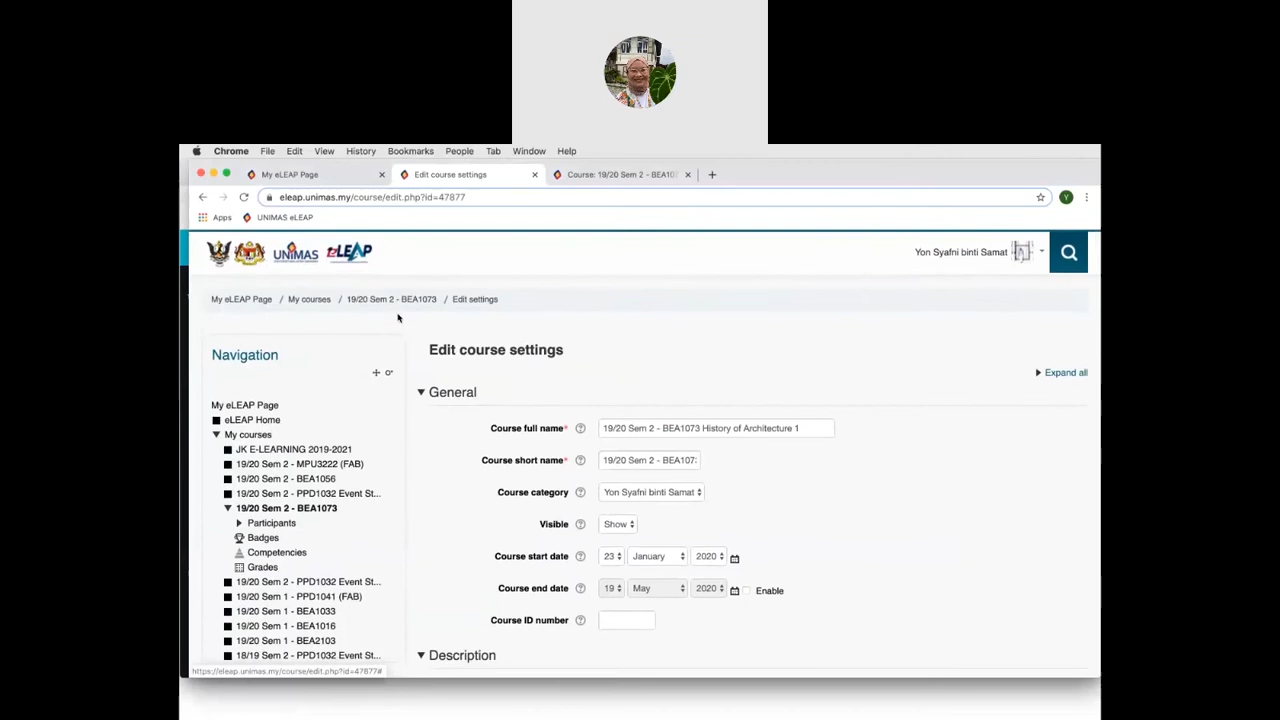 Chrome File Edit View History Bookmarks People Tab Window Help
My eLEAP Page Edit course settings Course: 19/20 Sem 2 - BEA107
eleap.unimas.my/course/edit.php?id=47877 Y
Apps UNIMAS eLEAP
UNIMAS eLEAP Yon Syafni binti Samat
My eLEAP Page / My courses / 19/20 Sem 2 - BEA1073 / Edit settings
Navigation
Edit course settings
Expand all
General
My eLEAP Page
eLEAP Home
My courses
JK E-LEARNING 2019-2021
19/20 Sem 2 - MPU3222 (FAB)
19/20 Sem 2 - BEA1056
19/20 Sem 2 - PPD1032 Event St...
19/20 Sem 2 - BEA1073
Participants
Badges
Competencies
Grades
19/20 Sem 2 - PPD1032 Event St...
19/20 Sem 1 - PPD1041 (FAB)
19/20 Sem 1 - BEA1033
19/20 Sem 1 - BEA1016
19/20 Sem 1 - BEA2103
18/19 Sem 2 - PPD1032 Event St...
Course full name* 19/20 Sem 2 - BEA1073 History of Architecture 1
Course short name* 19/20 Sem 2 - BEA107
Course category Yon Syafni binti Samat
Visible Show
Course start date 23 January 2020
Course end date 19 May 2020 Enable
Course ID number
Description
https://eleap.unimas.my/course/edit.php?id=47877#